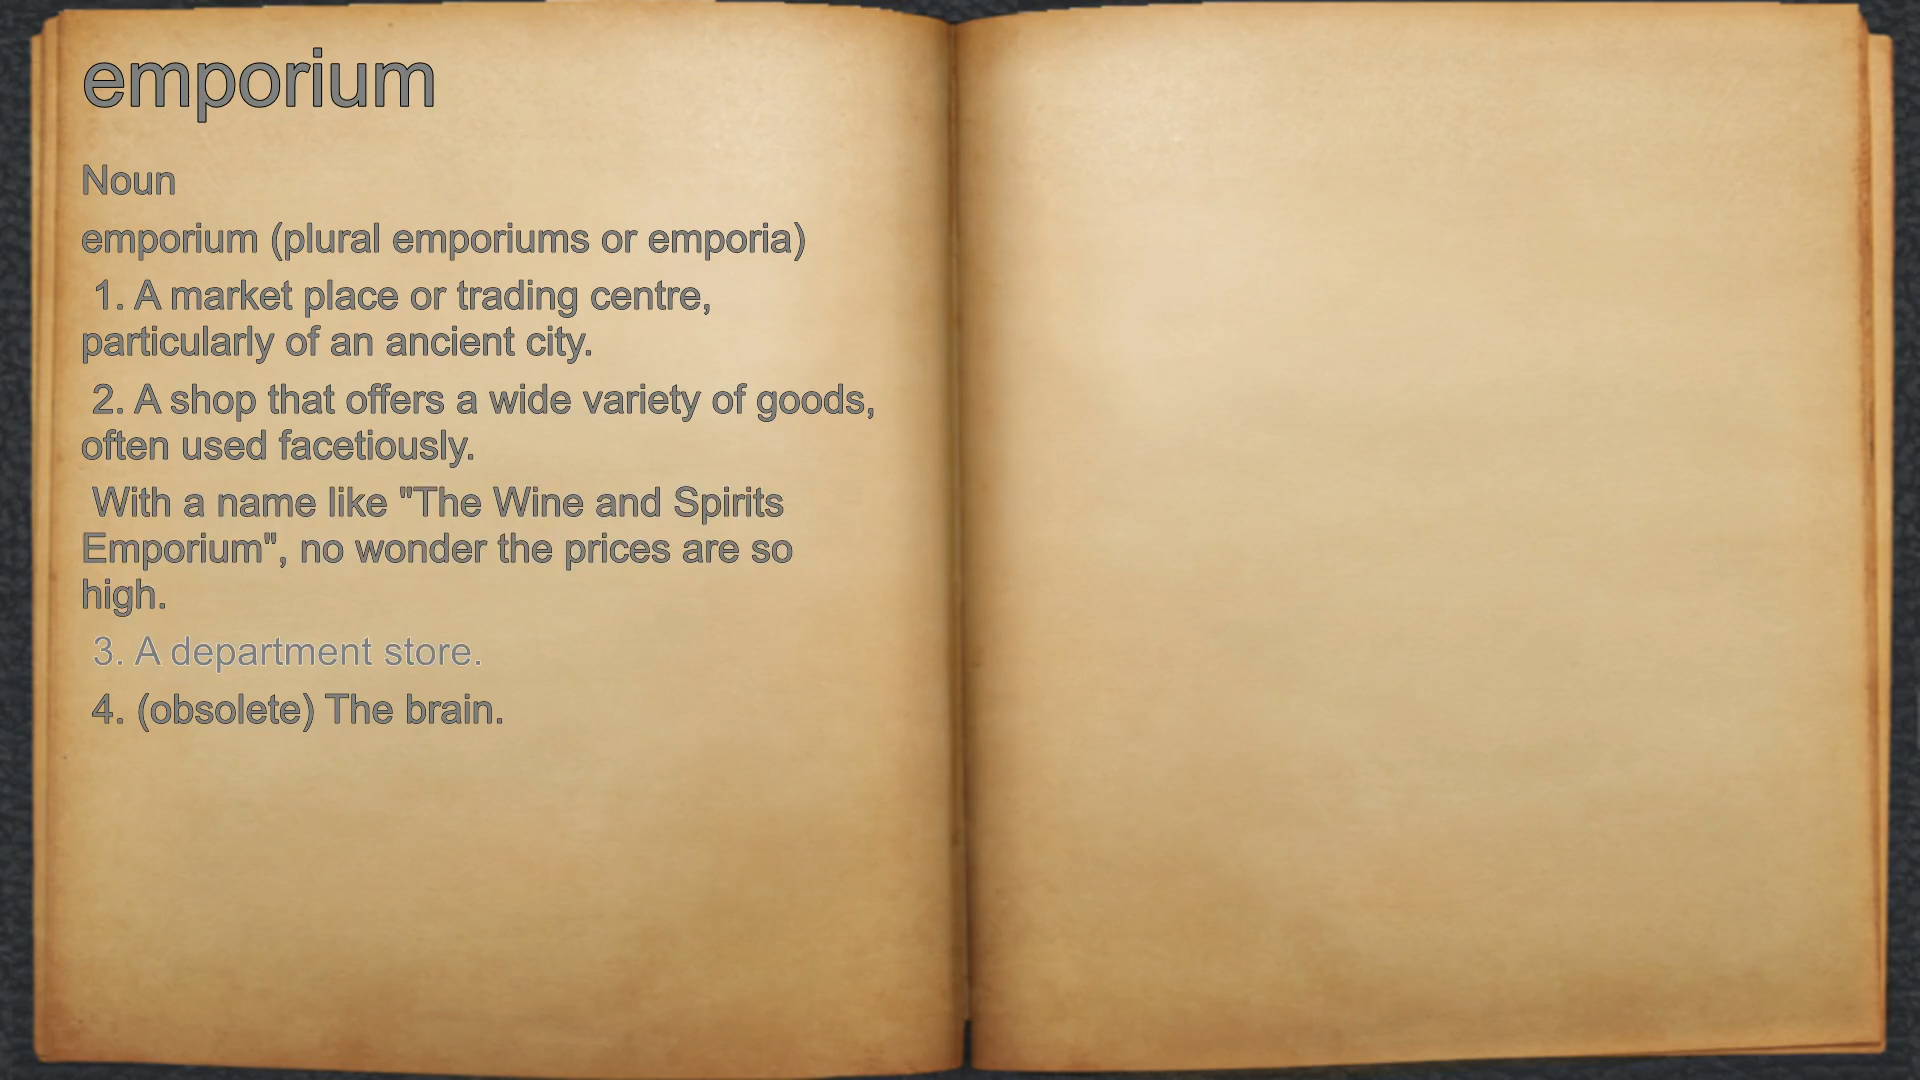 emporium
Noun
emporium (plural emporiums or emporia)
1. A market place or trading centre,
particularly of an ancient city.
2. A shop that offers a wide variety of goods,
often used facetiously.
With a name like "The Wine and Spirits
Emporium", no wonder the prices are so
high.
3. A department store.
4. (obsolete) The brain.